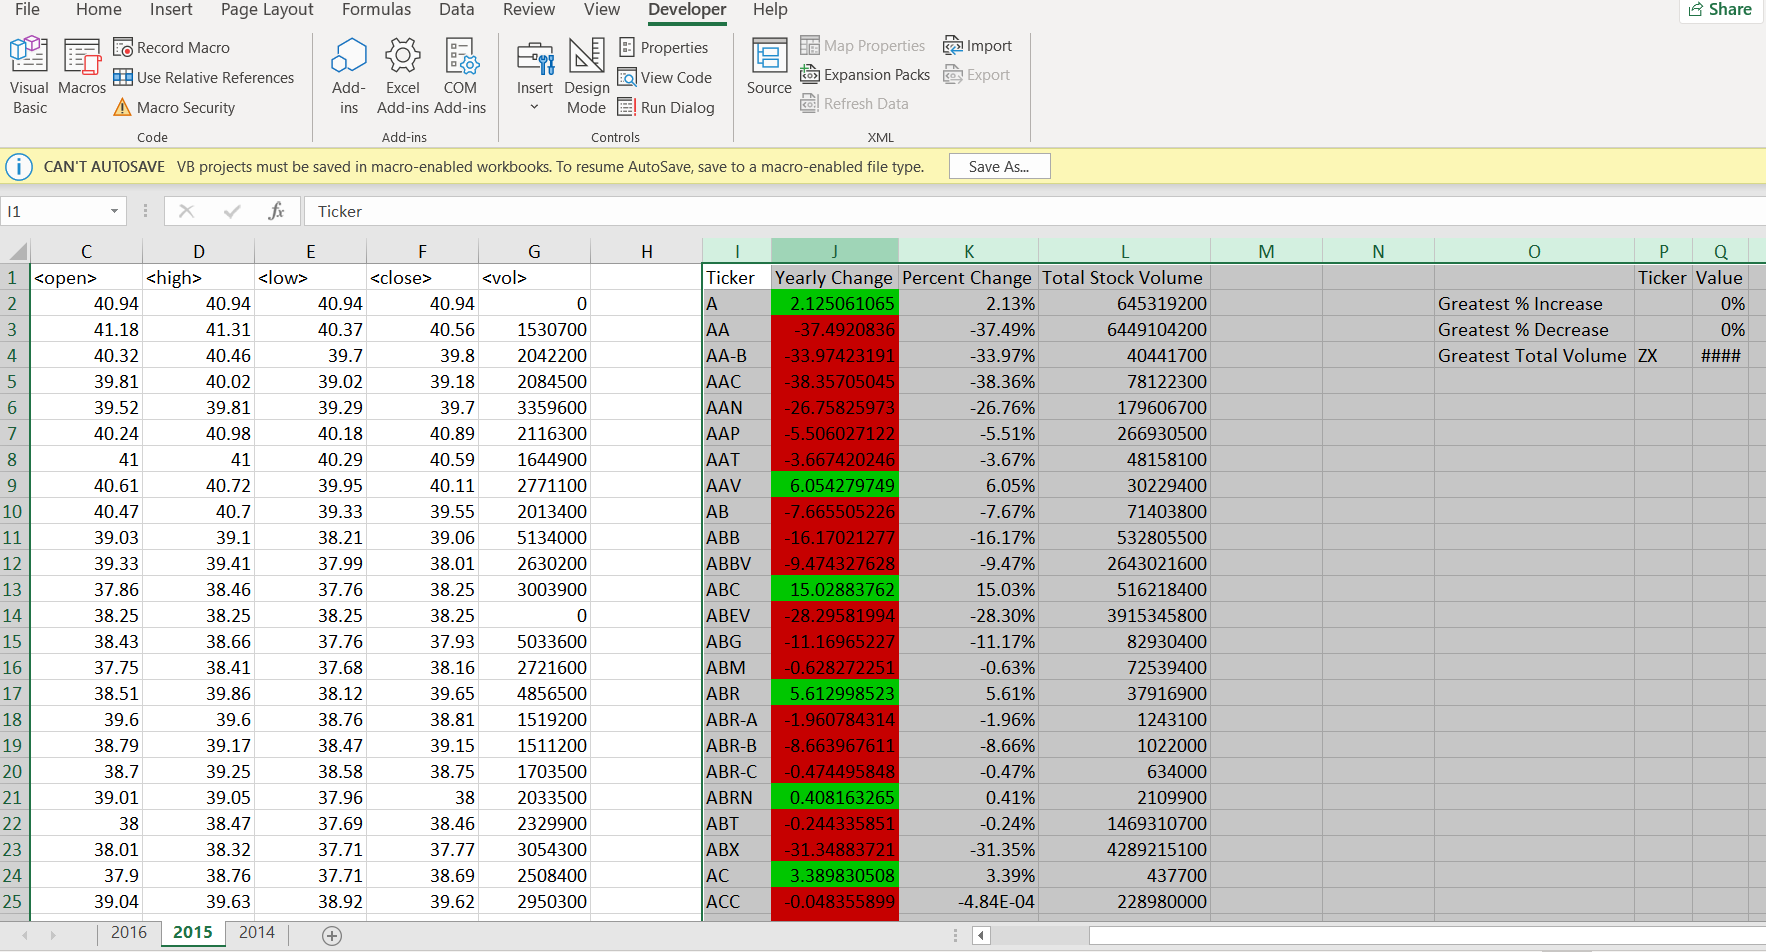 File Home Insert Page Layout Formulas Data Review View Developer Help Share
Visual Basic
Macros
Record Macro
Use Relative References
Macro Security
Code
Add-ins
Excel Add-ins
COM Add-ins
Add-ins
Insert
Design Mode
Properties
View Code
Run Dialog
Controls
Source
Map Properties
Expansion Packs
Refresh Data
Import
Export
XML
CAN'T AUTOSAVE VB projects must be saved in macro-enabled workbooks. To resume AutoSave, save to a macro-enabled file type. Save As...
I1 fx Ticker
C D E F G H I J K L M N O P Q
1 <open> <high> <low> <close> <vol> Ticker Yearly Change Percent Change Total Stock Volume Ticker Value
2 40.94 40.94 40.94 40.94 0 A 2.125061065 2.13% 645319200 Greatest % Increase 0%
3 41.18 41.31 40.37 40.56 1530700 AA -37.4920836 -37.49% 6449104200 Greatest % Decrease 0%
4 40.32 40.46 39.7 39.8 2042200 AA-B -33.97423191 -33.97% 40441700 Greatest Total Volume ZX ####
5 39.81 40.02 39.02 39.18 2084500 AAC -38.35705045 -38.36% 78122300
6 39.52 39.81 39.29 39.7 3359600 AAN -26.75825973 -26.76% 179606700
7 40.24 40.98 40.18 40.89 2116300 AAP -5.506027122 -5.51% 266930500
8 41 41 40.29 40.59 1644900 AAT -3.667420246 -3.67% 48158100
9 40.61 40.72 39.95 40.11 2771100 AAV 6.054279749 6.05% 30229400
10 40.47 40.7 39.33 39.55 2013400 AB -7.665505226 -7.67% 71403800
11 39.03 39.1 38.21 39.06 5134000 ABB -16.17021277 -16.17% 532805500
12 39.33 39.41 37.99 38.01 2630200 ABBV -9.474327628 -9.47% 2643021600
13 37.86 38.46 37.76 38.25 3003900 ABC 15.02883762 15.03% 516218400
14 38.25 38.25 38.25 38.25 0 ABEV -28.29581994 -28.30% 3915345800
15 38.43 38.66 37.76 37.93 5033600 ABG -11.16965227 -11.17% 82930400
16 37.75 38.41 37.68 38.16 2721600 ABM -0.628272251 -0.63% 72539400
17 38.51 39.86 38.12 39.65 4856500 ABR 5.612998523 5.61% 37916900
18 39.6 39.6 38.76 38.81 1519200 ABR-A -1.960784314 -1.96% 1243100
19 38.79 39.17 38.47 39.15 1511200 ABR-B -8.663967611 -8.66% 1022000
20 38.7 39.25 38.58 38.75 1703500 ABR-C -0.474495848 -0.47% 634000
21 39.01 39.05 37.96 38 2033500 ABRN 0.408163265 0.41% 2109900
22 38 38.47 37.69 38.46 2329900 ABT -0.244335851 -0.24% 1469310700
23 38.01 38.32 37.71 37.77 3054300 ABX -31.34883721 -31.35% 4289215100
24 37.9 38.76 37.71 38.69 2508400 AC 3.389830508 3.39% 437700
25 39.04 39.63 38.92 39.62 2950300 ACC -0.048355899 -4.84E-04 228980000
2016 2015 2014